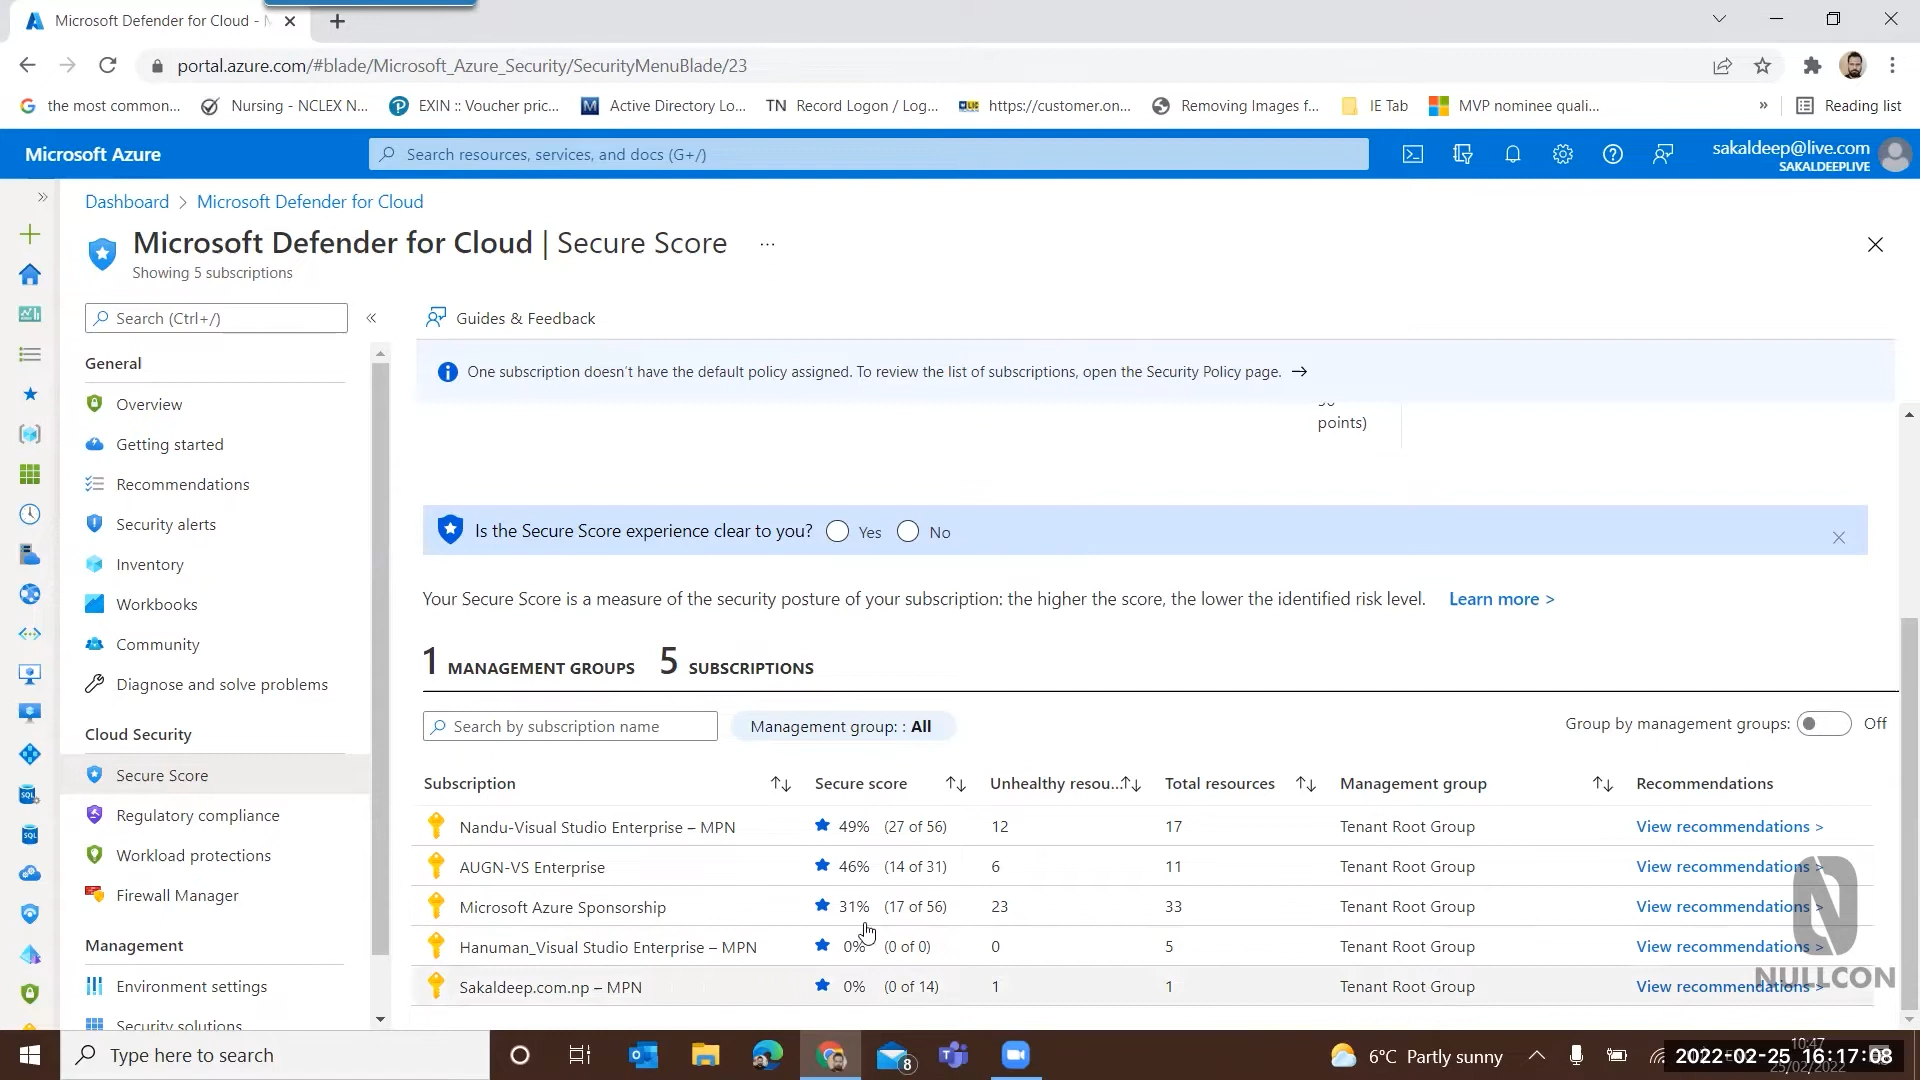 Microsoft Defender for Cloud -
portal.azure.com/#blade/Microsoft_Azure_Security/SecurityMenuBlade/23
the most common... Nursing - NCLEX N... EXIN :: Voucher pric... Active Directory Lo... TN Record Logon / Log... https://customer.on... Removing Images f... IE Tab MVP nominee quali... » Reading list
Microsoft Azure
Search resources, services, and docs (G+/)
sakaldeep@live.com
SAKALDEEPLIVE
Dashboard > Microsoft Defender for Cloud
Microsoft Defender for Cloud | Secure Score ...
Showing 5 subscriptions
Search (Ctrl+/)
General
Overview
Getting started
Recommendations
Security alerts
Inventory
Workbooks
Community
Diagnose and solve problems
Cloud Security
Secure Score
Regulatory compliance
Workload protections
Firewall Manager
Management
Environment settings
Security solutions
Guides & Feedback
One subscription doesn't have the default policy assigned. To review the list of subscriptions, open the Security Policy page. →
points)
Is the Secure Score experience clear to you? Yes No
Your Secure Score is a measure of the security posture of your subscription: the higher the score, the lower the identified risk level. Learn more >
1 MANAGEMENT GROUPS 5 SUBSCRIPTIONS
Search by subscription name
Management group: : All
Group by management groups: Off
Subscription Secure score Unhealthy resou... Total resources Management group Recommendations
Nandu-Visual Studio Enterprise – MPN 49% (27 of 56) 12 17 Tenant Root Group View recommendations >
AUGN-VS Enterprise 46% (14 of 31) 6 11 Tenant Root Group View recommendations >
Microsoft Azure Sponsorship 31% (17 of 56) 23 33 Tenant Root Group View recommendations >
Hanuman_Visual Studio Enterprise – MPN 0% (0 of 0) 0 5 Tenant Root Group View recommendations >
Sakaldeep.com.np – MPN 0% (0 of 14) 1 1 Tenant Root Group View recommendations >
NULLCON
Type here to search
8
6°C Partly sunny
10:47
25/02/2022
2022-02-25 16:17:08